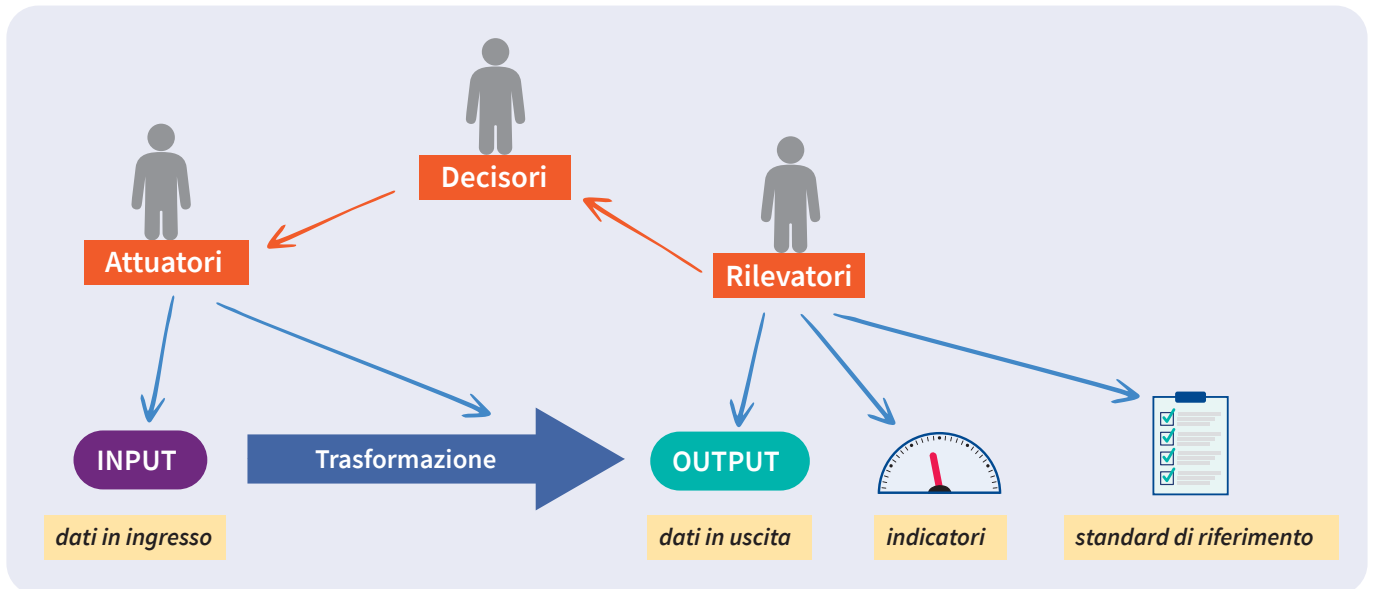 Decisori
Attuatori
Rilevatori
INPUT
Trasformazione
OUTPUT
dati in ingresso
dati in uscita
indicatori
standard di riferimento